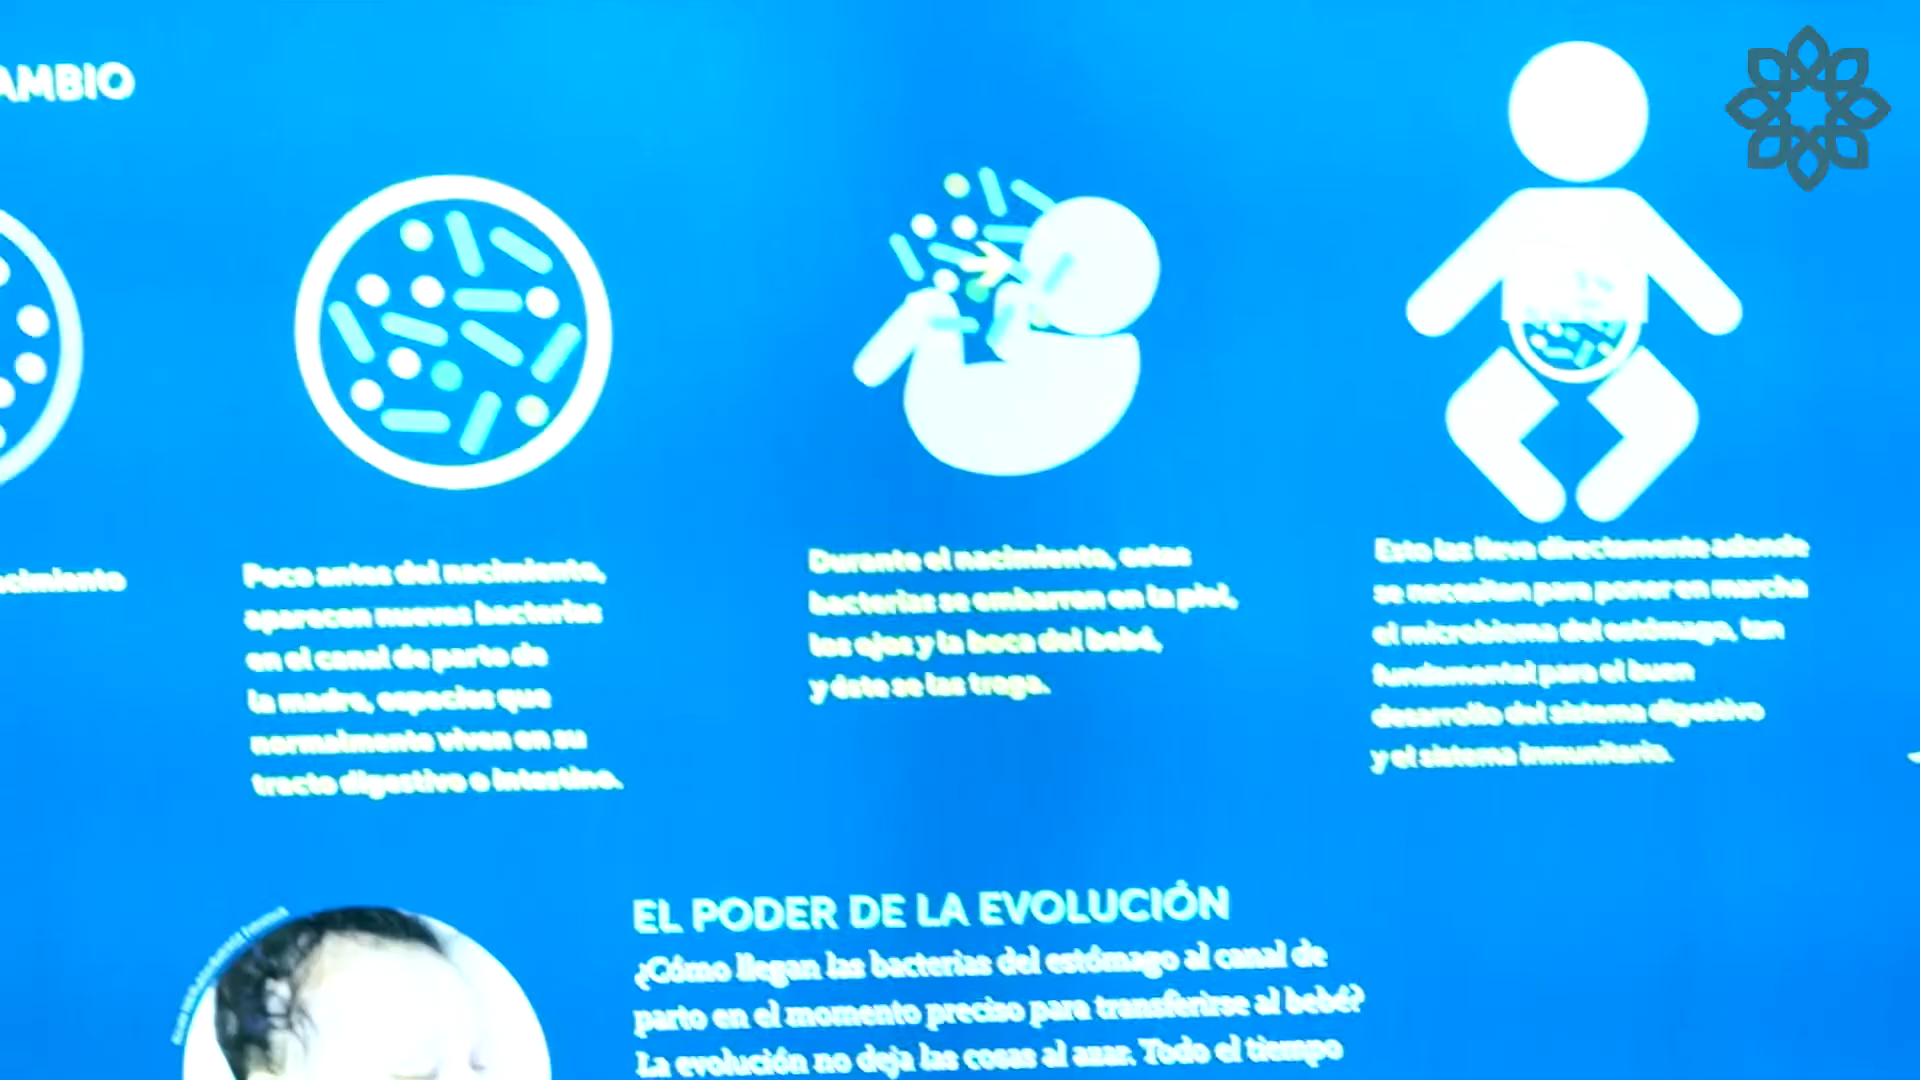 AMBIO
cimiento
Poco antes del nacimiento,
aparecen nuevas bacterias
en el canal de parto de
la madre, especies que
normalmente viven en su
tracto digestivo o intestino.
Durante el nacimiento, estas
bacterias se embarran en la piel,
los ojos y la boca del bebé,
y éste se las traga.
Esto las lleva directamente adonde
se necesitan para poner en marcha
el microbioma del estómago, tan
fundamental para el buen
desarrollo del sistema digestivo
y el sistema inmunitario.
EL PODER DE LA EVOLUCIÓN
¿Cómo llegan las bacterias del estómago al canal de
parto en el momento preciso para transferirse al bebé?
La evolución no deja las cosas al azar. Todo el tiempo